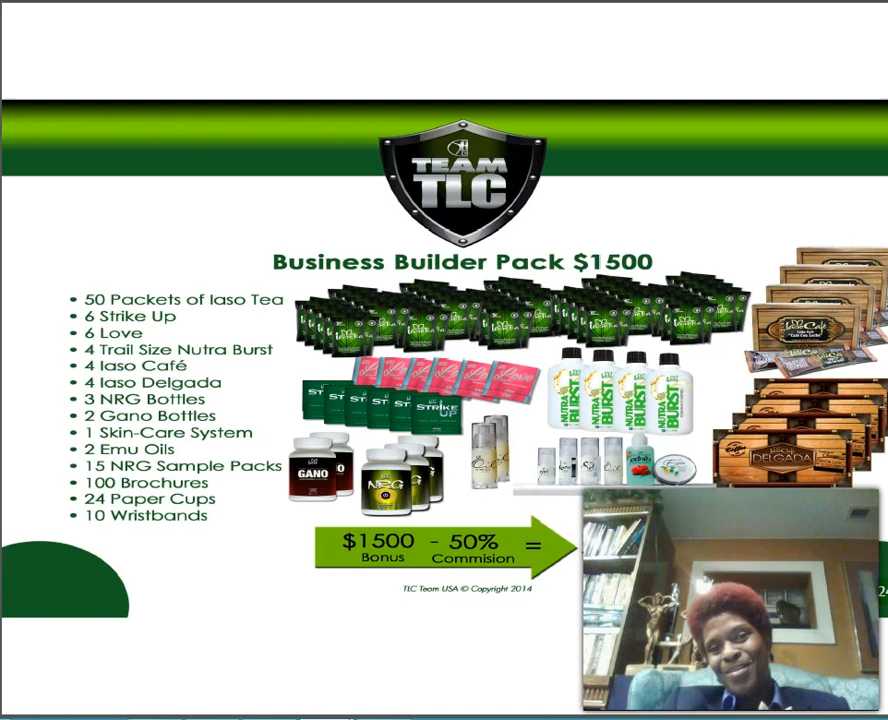 TEAM
TLC
Business Builder Pack $1500
• 50 Packets of Iaso Tea
• 6 Strike Up
• 6 Love
• 4 Trail Size Nutra Burst
• 4 Iaso Café
• 4 Iaso Delgada
• 3 NRG Bottles
• 2 Gano Bottles
• 1 Skin-Care System
• 2 Emu Oils
• 15 NRG Sample Packs
• 100 Brochures
• 24 Paper Cups
• 10 Wristbands
STRIKE
UP
NUTRA BURST
NUTRA BURST
NUTRA BURST
NUTRA BURST
GANO
NRG
DELGADA
$1500 - 50% =
Bonus Commision
TLC Team USA © Copyright 2014
24